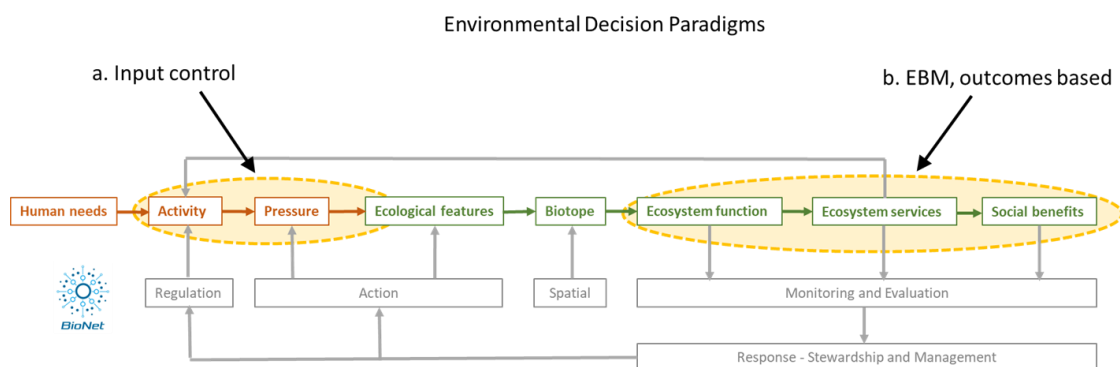 Environmental Decision Paradigms
a. Input control
b. EBM, outcomes based
Human needs
Activity
Pressure
Ecological features
Biotope
Ecosystem function
Ecosystem services
Social benefits
Regulation
Action
Spatial
Monitoring and Evaluation
BioNet
Response - Stewardship and Management